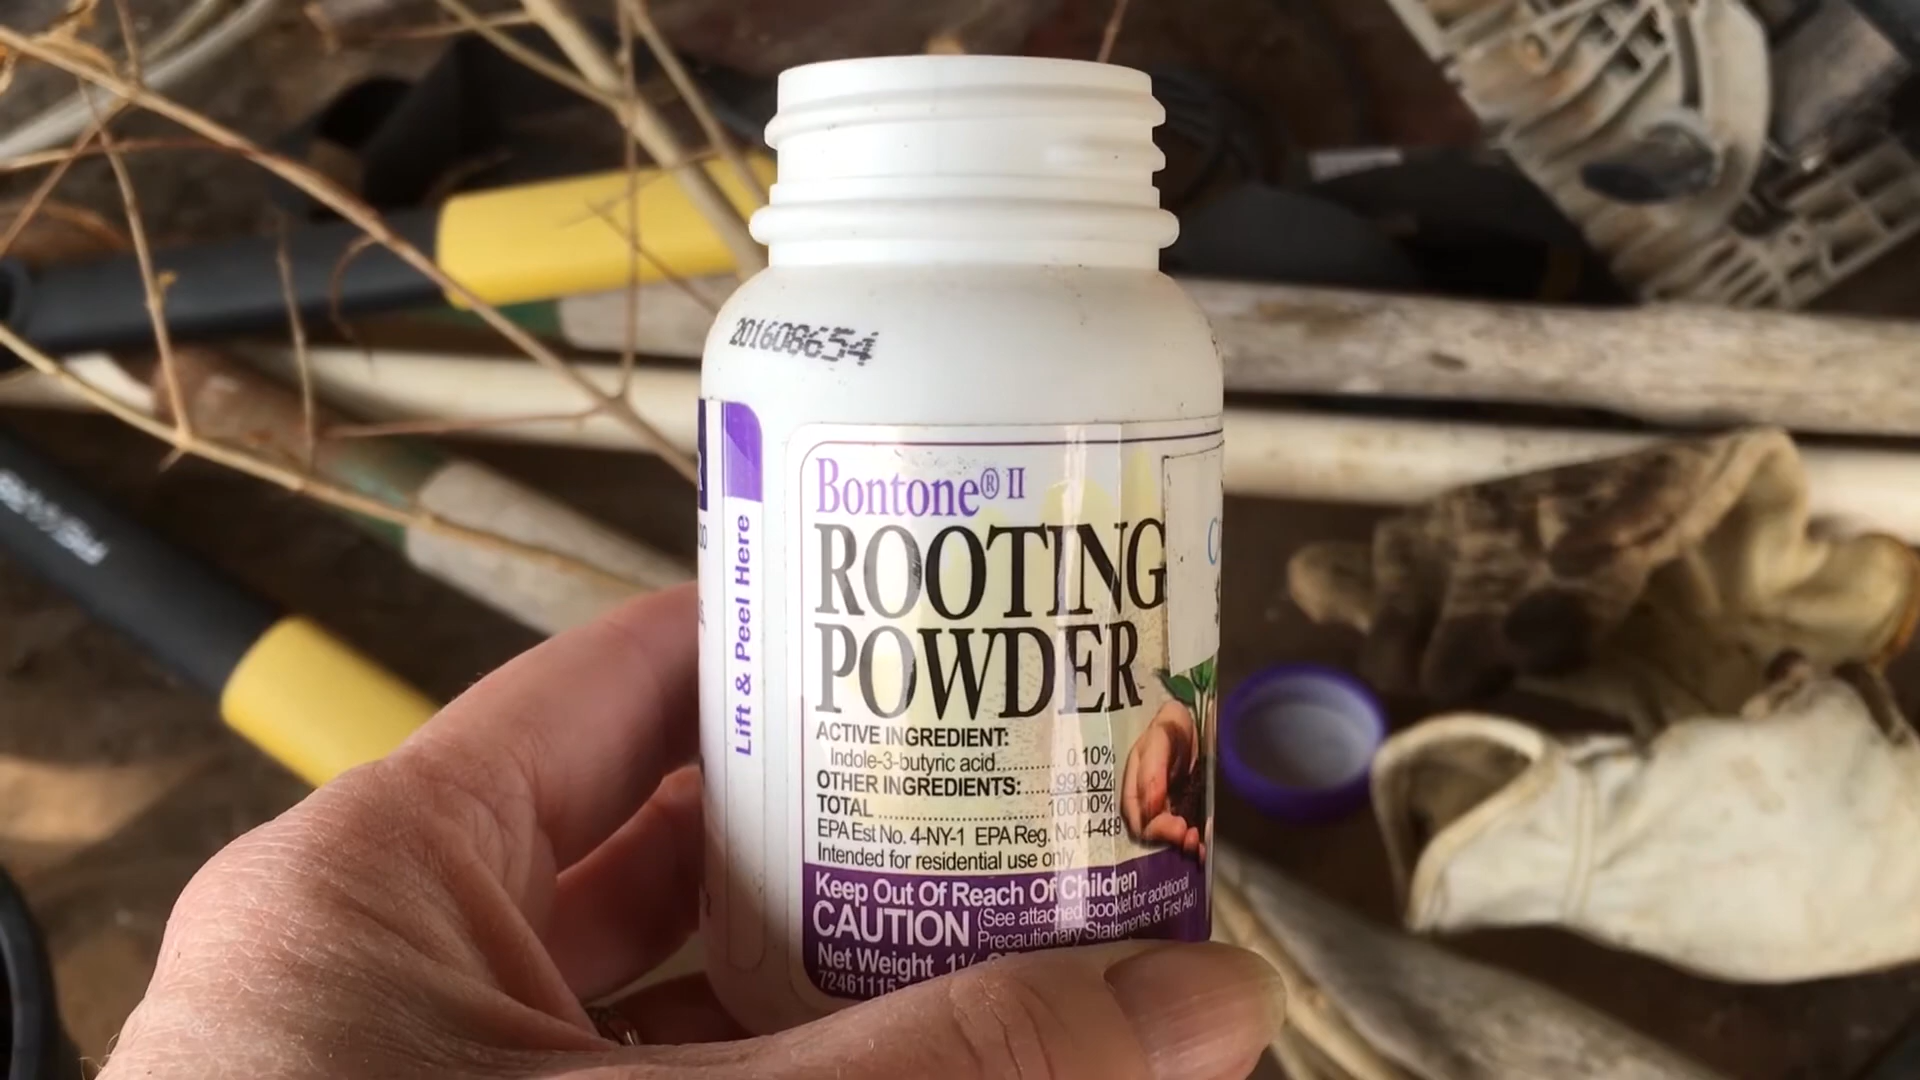 201608654
Bontone® II
ROOTING
POWDER
Lift & Peel Here
ACTIVE INGREDIENT:
Indole-3-butyric acid.......... 0.10%
OTHER INGREDIENTS: ..... 99.90%
TOTAL ........................... 100.00%
EPA Est No. 4-NY-1 EPA Reg. No. 4-489
Intended for residential use only
Keep Out Of Reach Of Children
CAUTION (See attached booklet for additional
Precautionary Statements & First Aid)
Net Weight
72461115